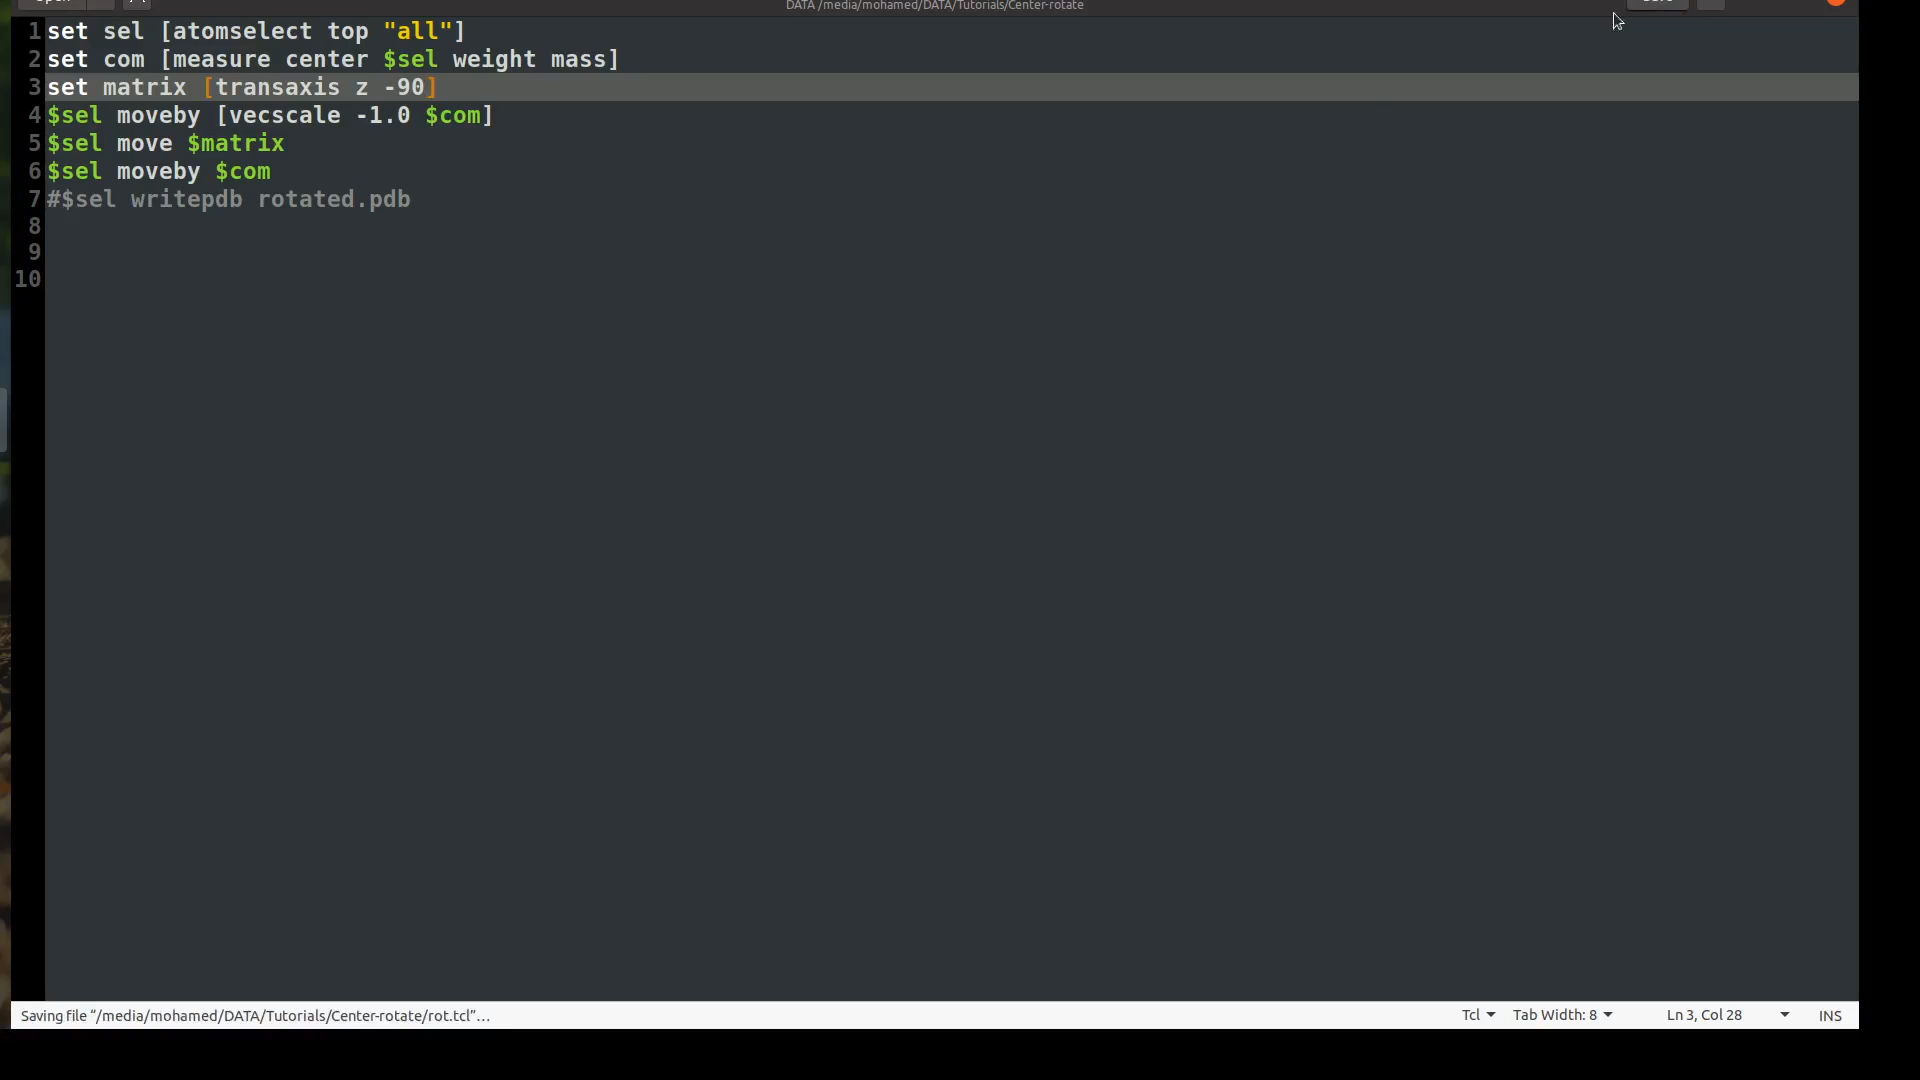 DATA /media/mohamed/DATA/Tutorials/Center-rotate
1 set sel [atomselect top "all"]
2 set com [measure center $sel weight mass]
3 set matrix [transaxis z -90]
4 $sel moveby [vecscale -1.0 $com]
5 $sel move $matrix
6 $sel moveby $com
7 #$sel writepdb rotated.pdb
8
9
10
Saving file “/media/mohamed/DATA/Tutorials/Center-rotate/rot.tcl”… Tcl Tab Width: 8 Ln 3, Col 28 INS